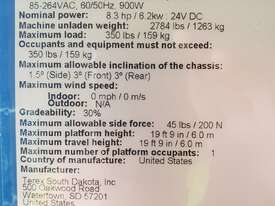 85-264VAC, 60/50Hz, 900W
Nominal power: 8.3 hp / 6.2kw : 24V DC
Machine unladen weight: 2784 lbs / 1263 kg
Maximum load: 350 lbs / 159 kg
Occupants and equipment must not exceed:
350 lbs / 159 kg
Maximum allowable inclination of the chassis:
1.5º (Side) 3º (Front) 3º (Rear)
Maximum wind speed:
Indoor: 0 mph / 0 m/s
Outdoor: N/A
Gradeability: 30%
Maximum allowable side force: 45 lbs / 200 N
Maximum platform height: 19 ft 9 in / 6.0 m
Maximum travel height: 19 ft 9 in / 6.0 m
Maximum number of platform occupants: 1
Country of manufacture: United States
Manufacturer:
Terex South Dakota, Inc
500 Oakwood Road
Watertown, SD 57201
United States